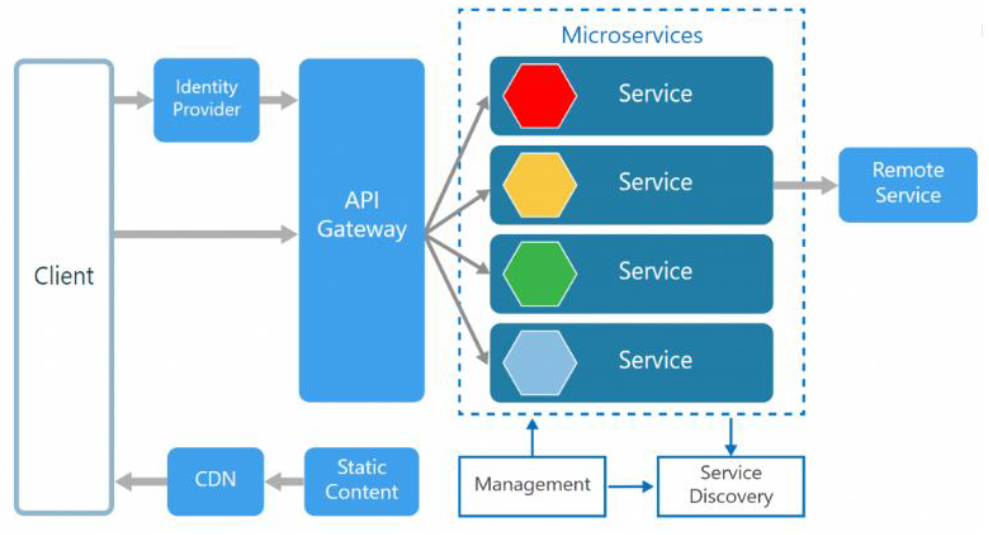 Microservices
Identity
Provider
API
Gateway
Client
Service
Service
Service
Service
Remote
Service
CDN
Static
Content
Management
Service
Discovery